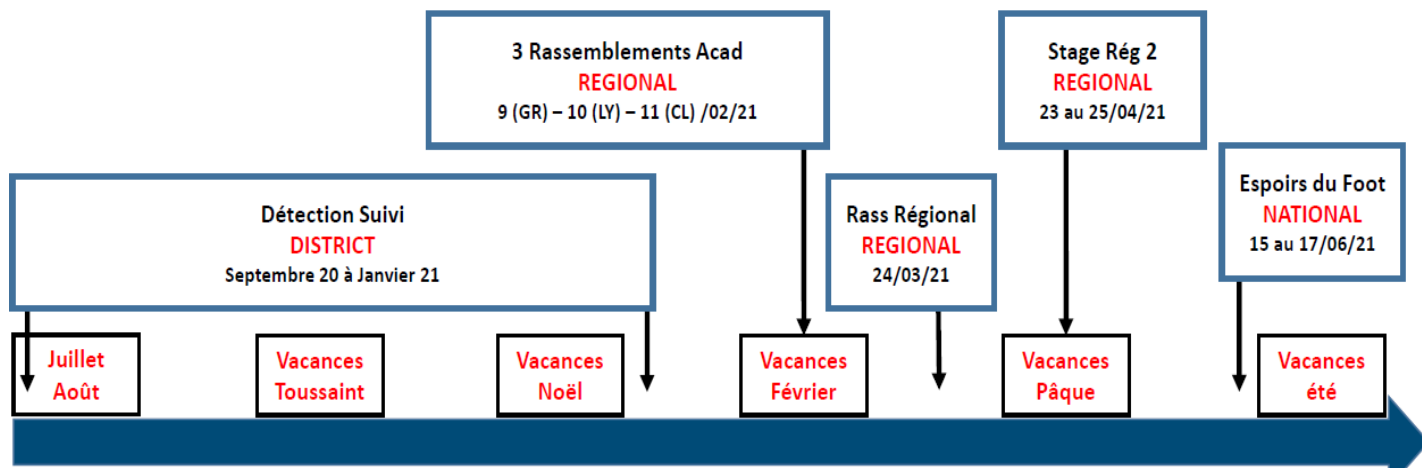 3 Rassemblements Acad
REGIONAL
9 (GR) – 10 (LY) – 11 (CL) /02/21
Stage Rég 2
REGIONAL
23 au 25/04/21
Détection Suivi
DISTRICT
Septembre 20 à Janvier 21
Rass Régional
REGIONAL
24/03/21
Espoirs du Foot
NATIONAL
15 au 17/06/21
Juillet
Août
Vacances
Toussaint
Vacances
Noël
Vacances
Février
Vacances
Pâque
Vacances
été